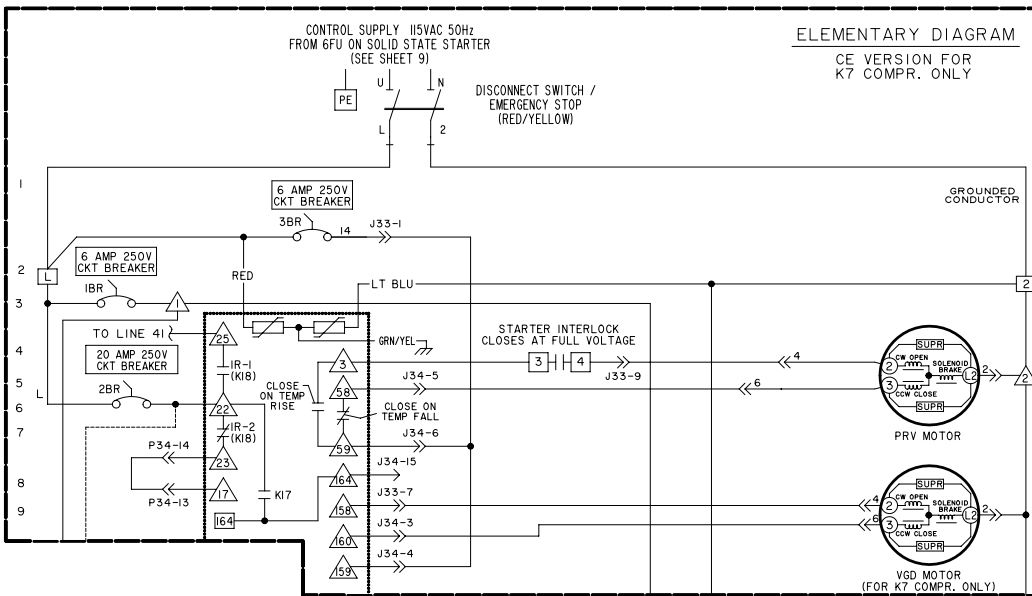 CONTROL SUPPLY 115VAC 50Hz
FROM 6FU ON SOLID STATE STARTER
(SEE SHEET 9)
ELEMENTARY DIAGRAM
CE VERSION FOR
K7 COMPR. ONLY
U
N
PE
DISCONNECT SWITCH /
EMERGENCY STOP
(RED/YELLOW)
L
2
1
6 AMP 250V
CKT BREAKER
GROUNDED
CONDUCTOR
3BR
14
J33-1
6 AMP 250V
CKT BREAKER
2
L
RED
LT BLU
2
1BR
3
1
TO LINE 41
25
STARTER INTERLOCK
CLOSES AT FULL VOLTAGE
GRN/YEL
SUPR
4
20 AMP 250V
CKT BREAKER
IR-1
(K18)
3
3
4
J33-9
4
2
CW OPEN
SOLENOID
BRAKE
L2
2
2
5
CLOSE
ON TEMP
RISE
58
J34-5
6
3
CCW CLOSE
L
2BR
22
6
CLOSE ON
TEMP FALL
SUPR
7
IR-2
(K18)
59
J34-6
PRV MOTOR
P34-14
23
J34-15
8
164
SUPR
P34-13
17
K17
J33-7
4
2
CW OPEN
SOLENOID
BRAKE
L2
2
9
164
158
J34-3
6
3
CCW CLOSE
160
SUPR
J34-4
159
VGD MOTOR
(FOR K7 COMPR. ONLY)